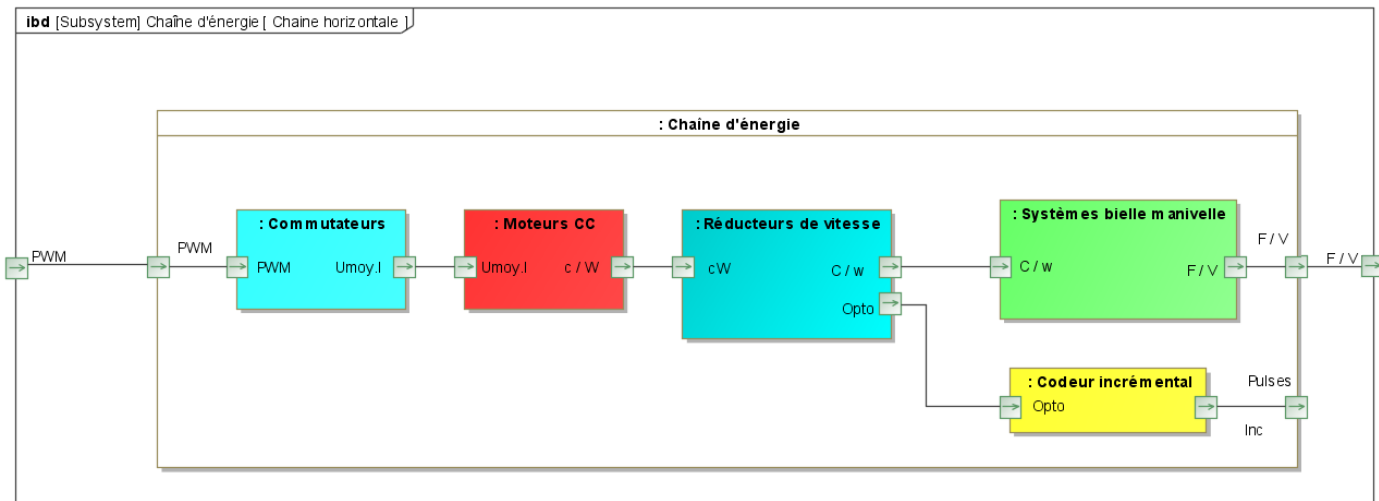 ibd [Subsystem] Chaîne d'énergie [ Chaine horizontale ]
: Chaîne d'énergie
: Commutateurs
PWM
Umoy.I
: Moteurs CC
Umoy.I
c / W
: Réducteurs de vitesse
cW
C / w
Opto
: Systèmes bielle manivelle
C / w
F / V
: Codeur incrémental
Opto
PWM
PWM
F / V
F / V
Pulses
Inc